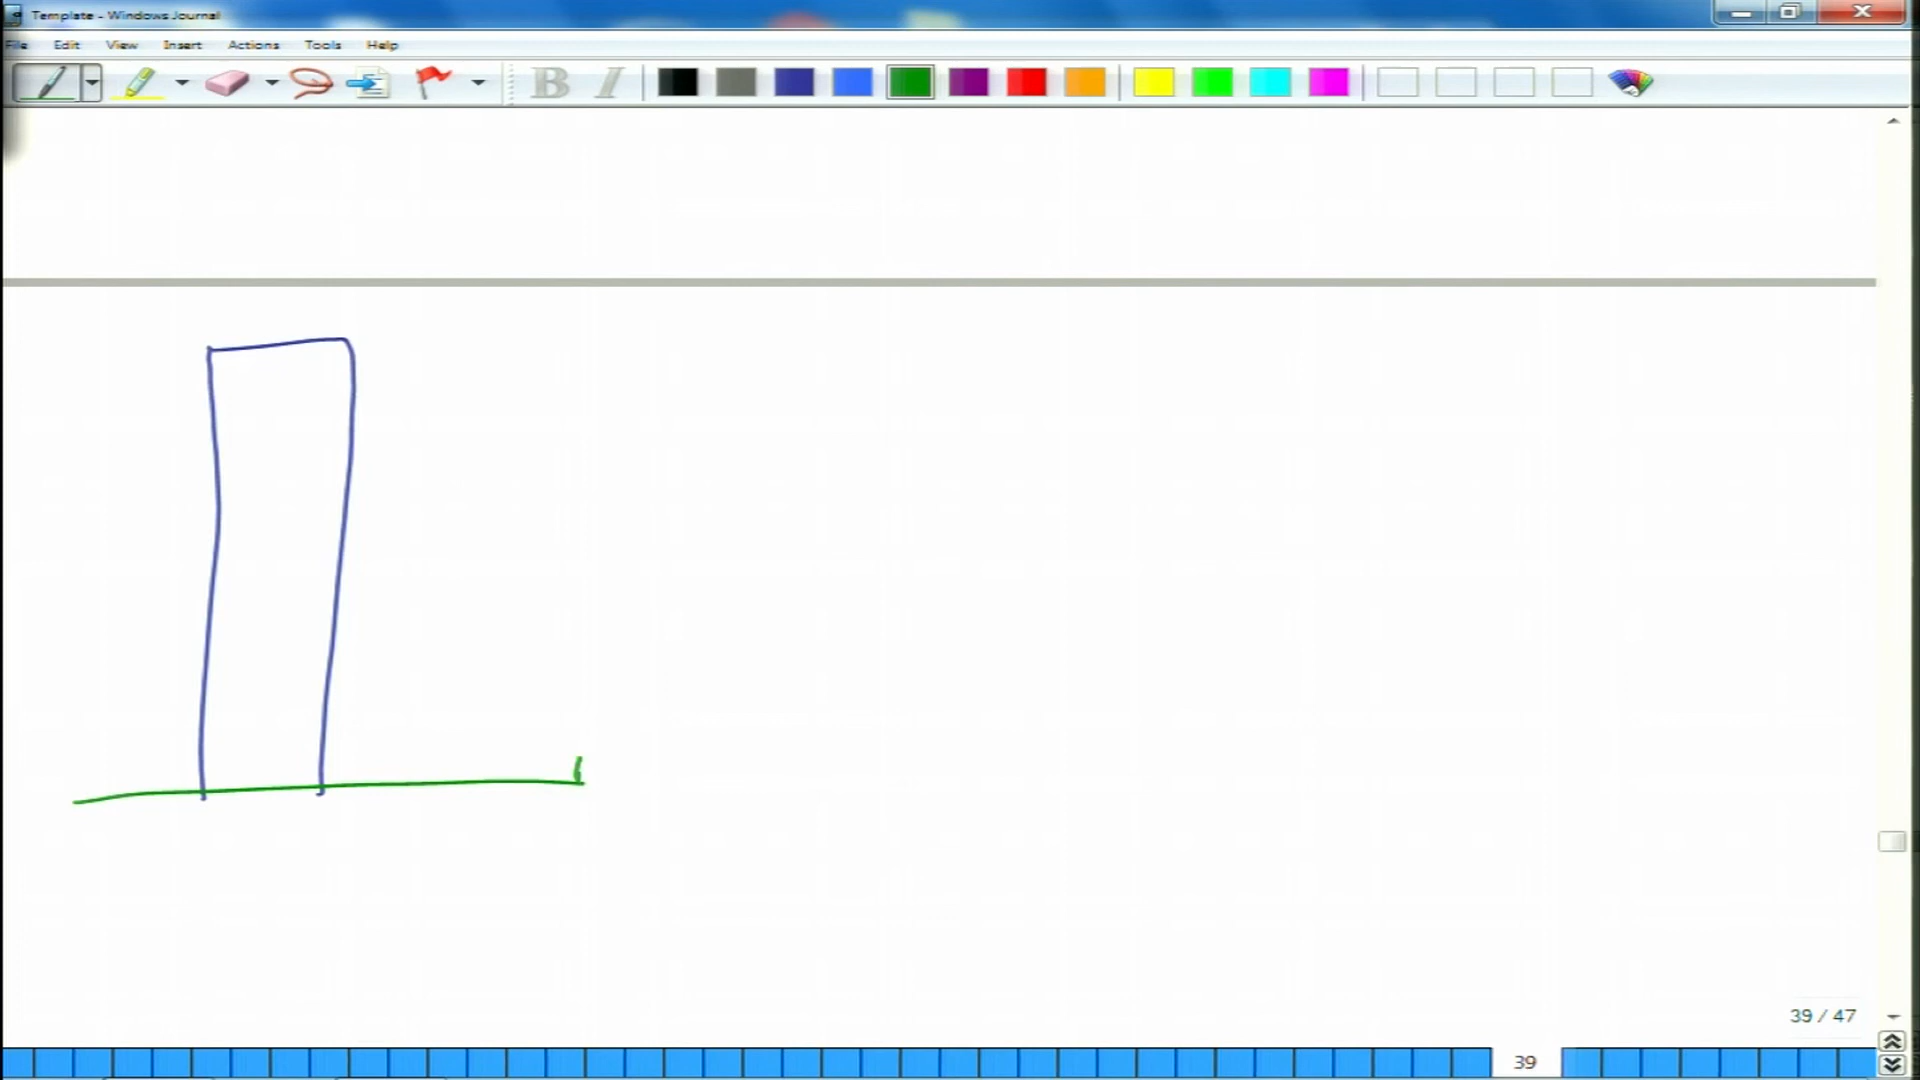 Template - Windows Journal
File Edit View Insert Actions Tools Help
B I
39 / 47
39